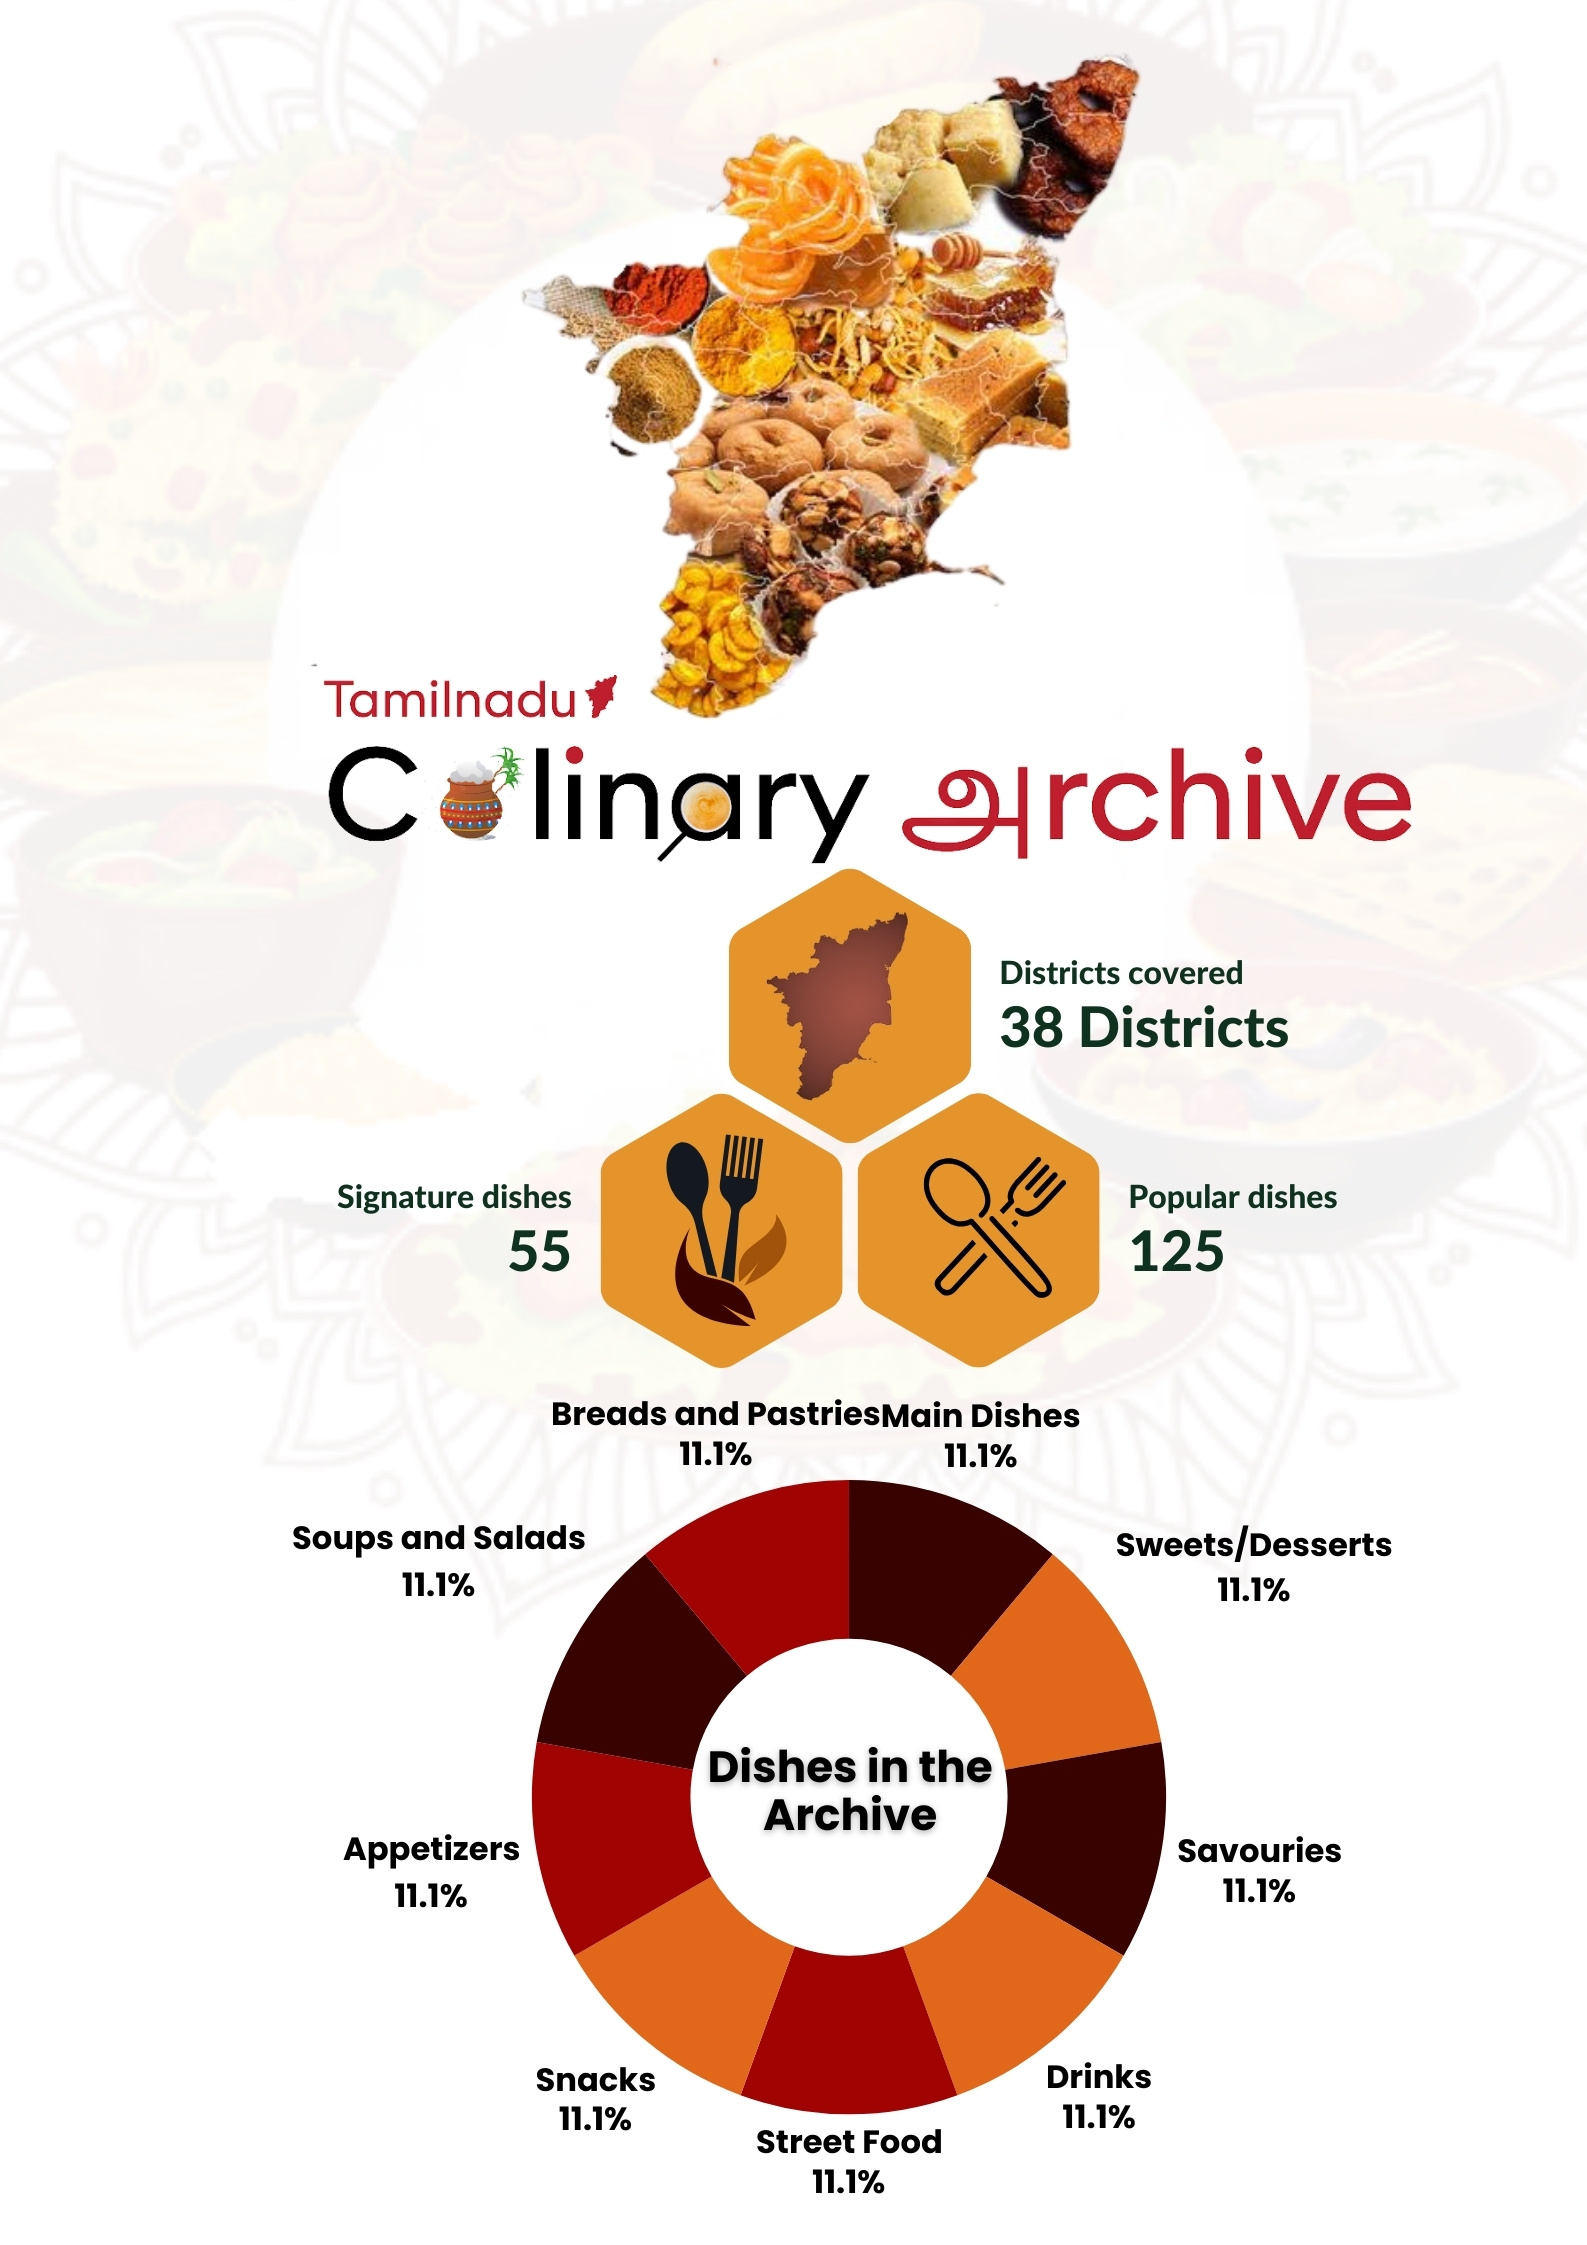 Tamilnadu
Culinary அrchive
Districts covered
38 Districts
Signature dishes
55
Popular dishes
125
Breads and Pastries
11.1%
Main Dishes
11.1%
Soups and Salads
11.1%
Sweets/Desserts
11.1%
Dishes in the
Archive
Appetizers
11.1%
Savouries
11.1%
Snacks
11.1%
Drinks
11.1%
Street Food
11.1%